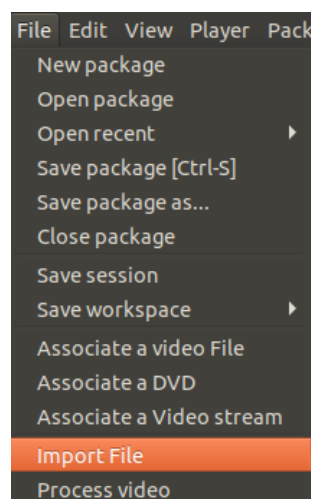 File Edit View Player Pack
New package
Open package
Open recent
Save package [Ctrl-S]
Save package as...
Close package
Save session
Save workspace
Associate a video File
Associate a DVD
Associate a Video stream
Import File
Process video